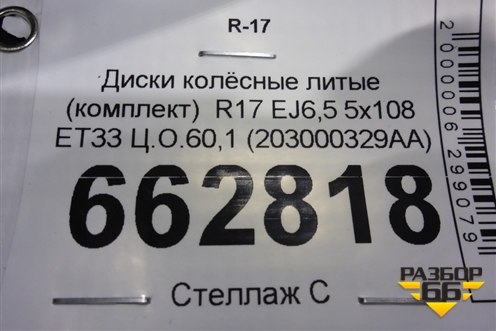 R-17
Диски колёсные литые
(комплект) R17 EJ6,5 5x108
ET33 Ц.О.60,1 (203000329AA)
662818
Стеллаж С
2000006299079
РАЗБОР
66